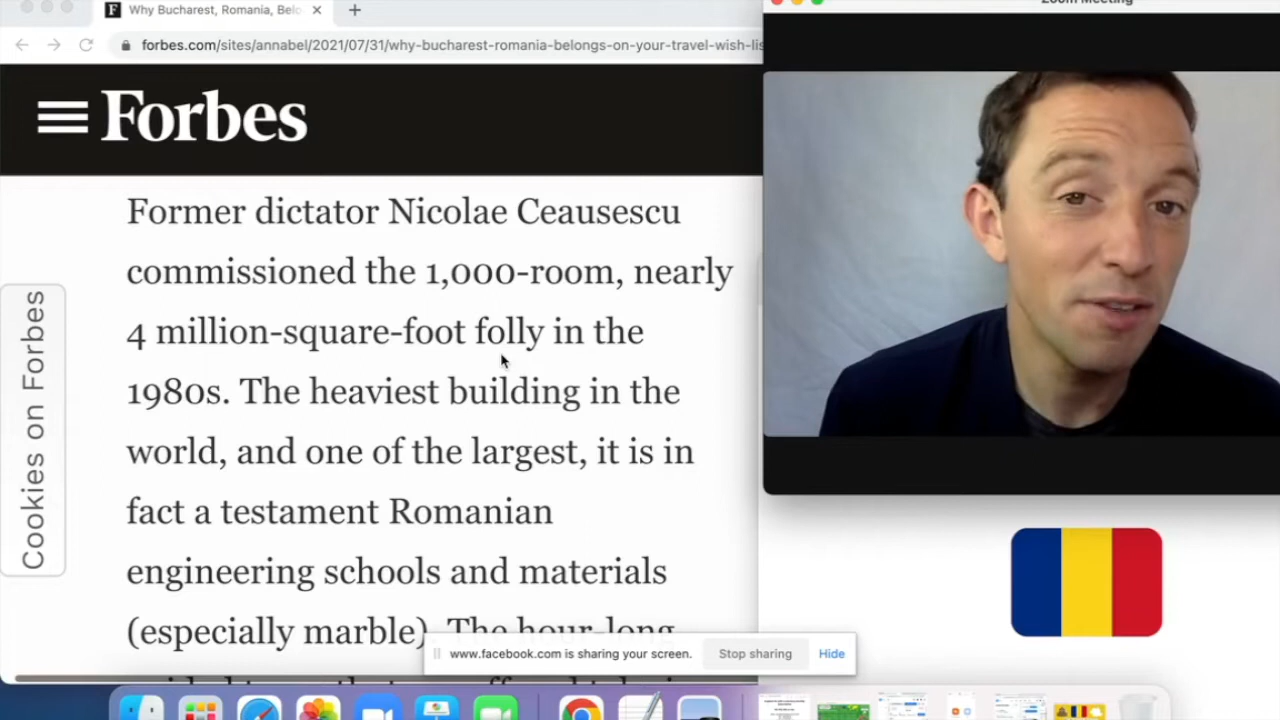 Why Bucharest, Romania, Belo
Zoom Meeting
forbes.com/sites/annabel/2021/07/31/why-bucharest-romania-belongs-on-your-travel-wish-lis
Forbes
Former dictator Nicolae Ceausescu
commissioned the 1,000-room, nearly
4 million-square-foot folly in the
1980s. The heaviest building in the
world, and one of the largest, it is in
fact a testament Romanian
engineering schools and materials
(especially marble). The hour-long
Cookies on Forbes
www.facebook.com is sharing your screen.
Stop sharing
Hide